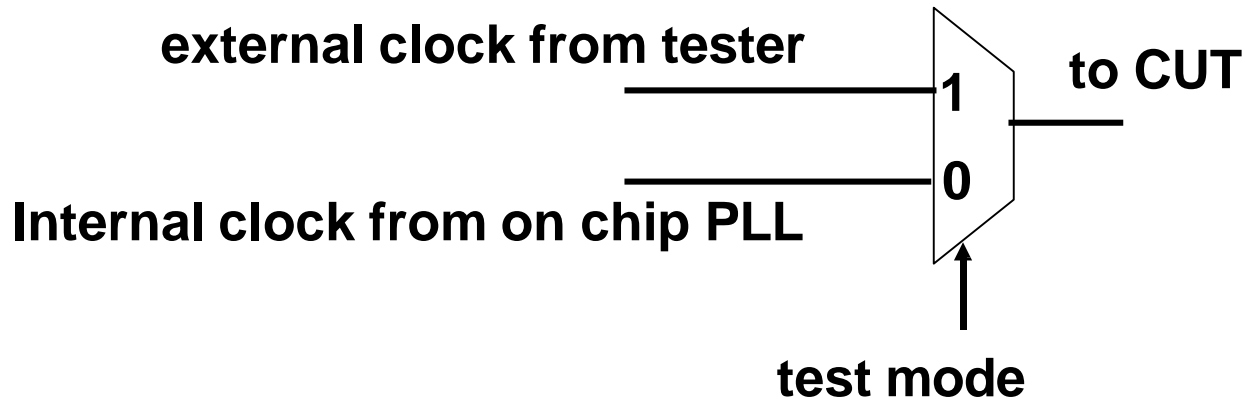 external clock from tester
to CUT
1
0
Internal clock from on chip PLL
test mode